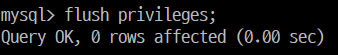 mysql> flush privileges;
Query OK, 0 rows affected (0.00 sec)